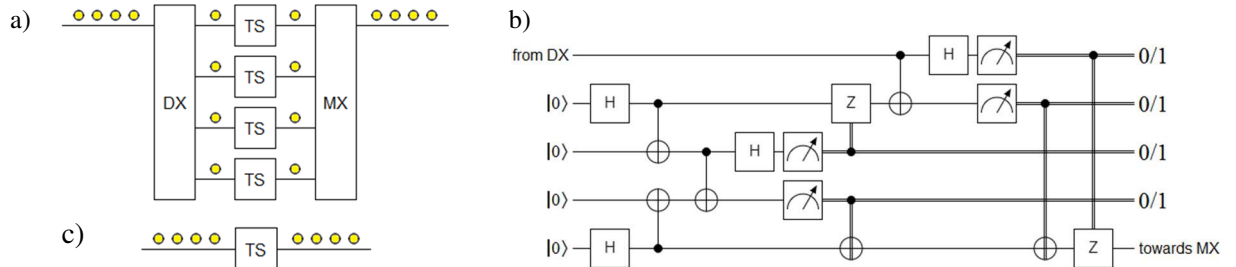 a)
TS
TS
TS
TS
DX
MX
c)
TS
b)
from DX
H
0/1
|0⟩
H
Z
0/1
|0⟩
H
0/1
|0⟩
0/1
|0⟩
H
Z
towards MX